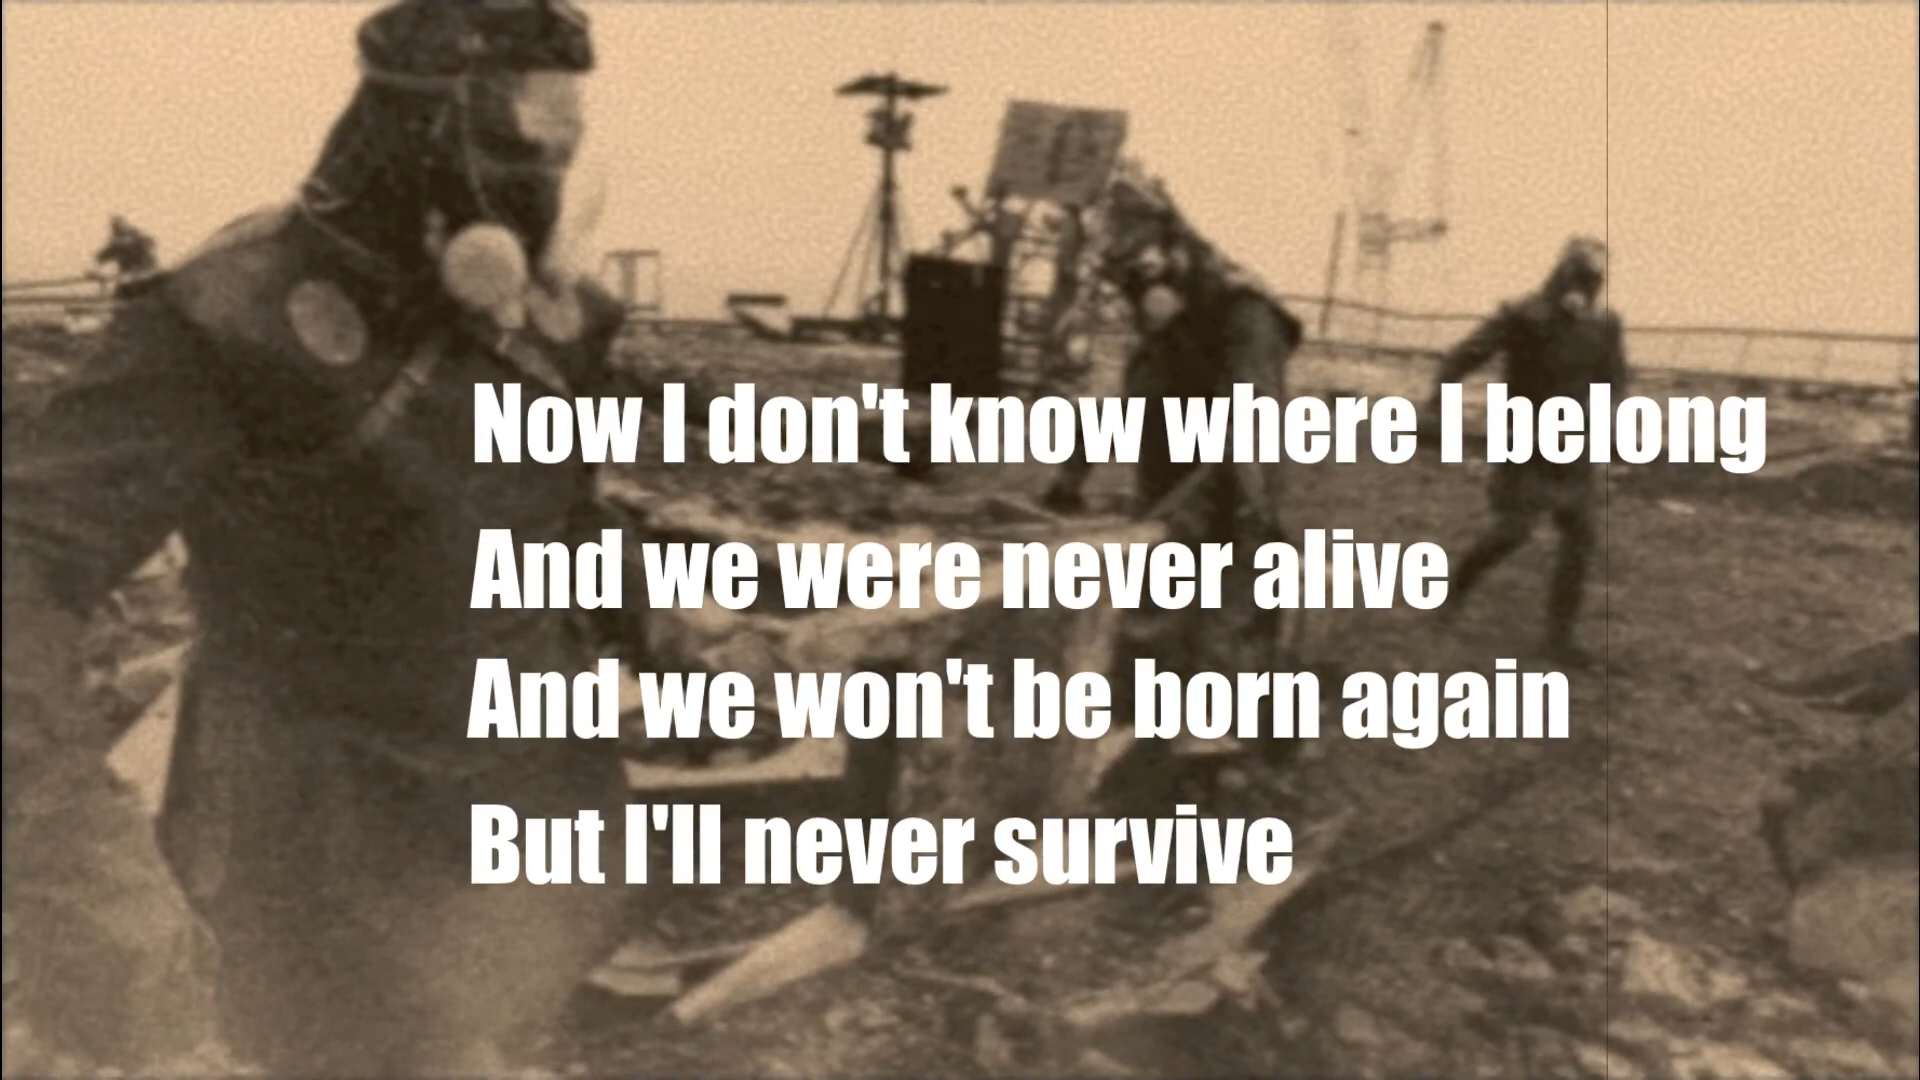 Now I don't know where I belong
And we were never alive
And we won't be born again
But I'll never survive